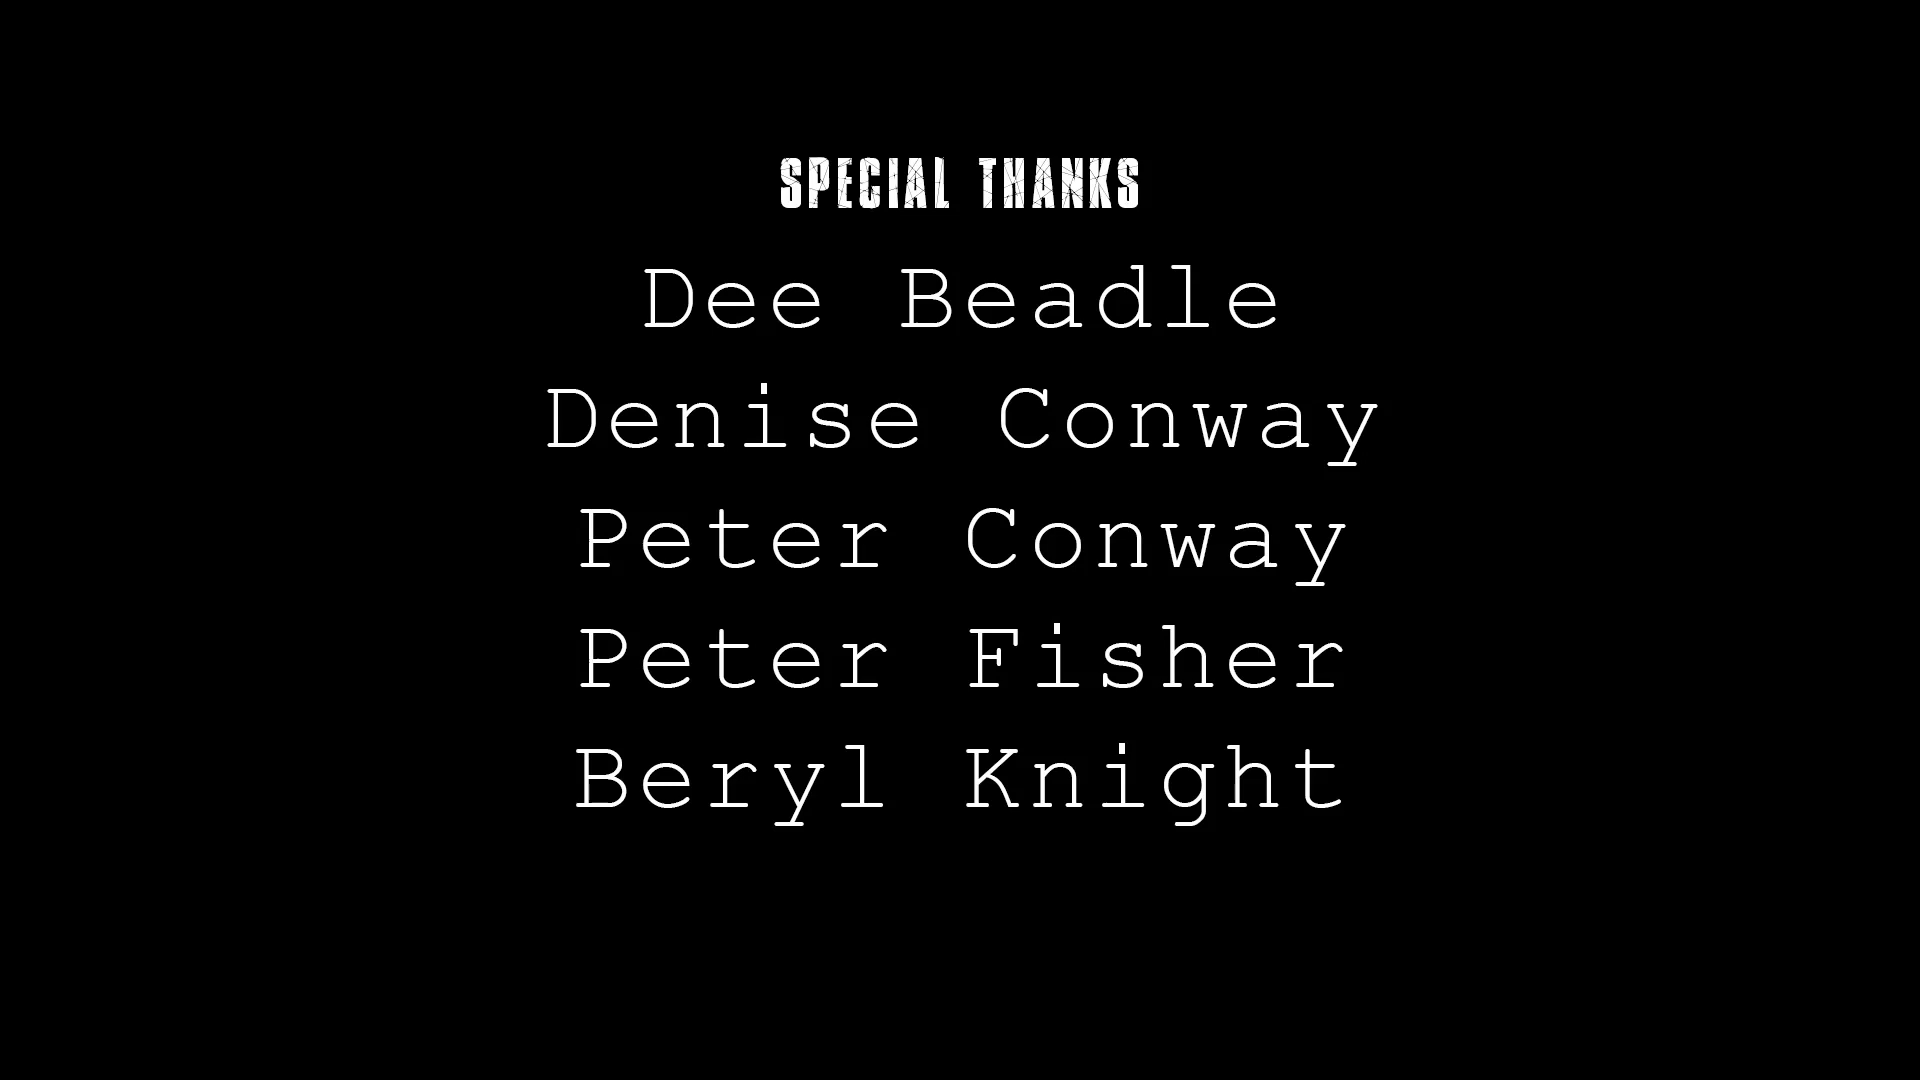 SPECIAL THANKS
Dee Beadle
Denise Conway
Peter Conway
Peter Fisher
Beryl Knight